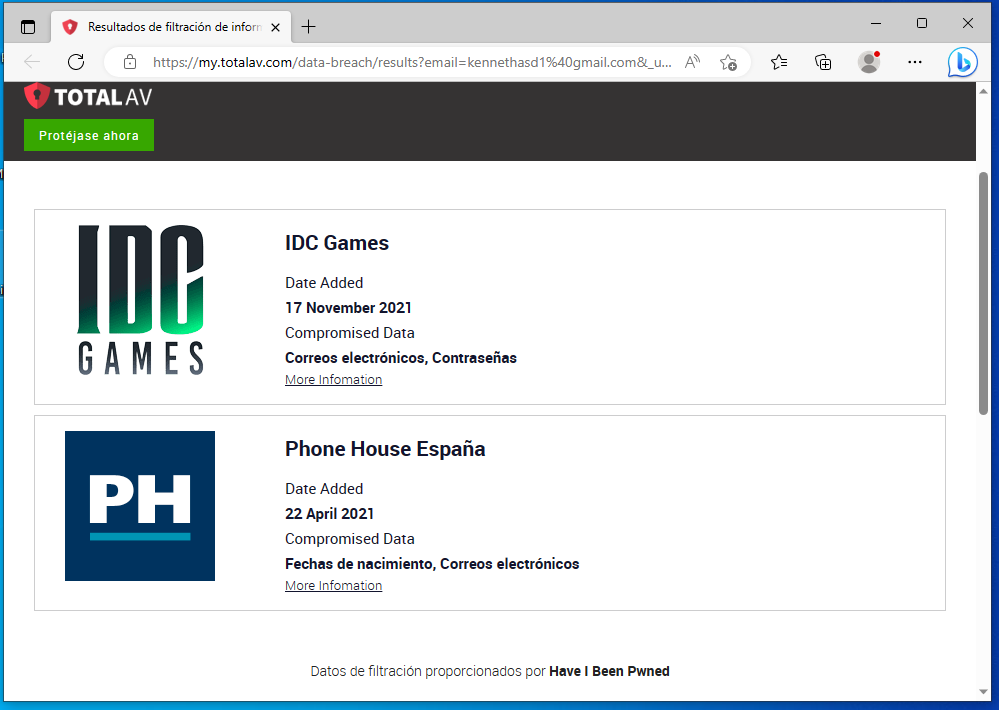 Resultados de filtración de inforn
https://my.totalav.com/data-breach/results?email=kennethasd1%40gmail.com&_u...
TOTALAV
Protéjase ahora
IDC GAMES
IDC Games
Date Added
17 November 2021
Compromised Data
Correos electrónicos, Contraseñas
More Infomation
PH
Phone House España
Date Added
22 April 2021
Compromised Data
Fechas de nacimiento, Correos electrónicos
More Infomation
Datos de filtración proporcionados por Have I Been Pwned